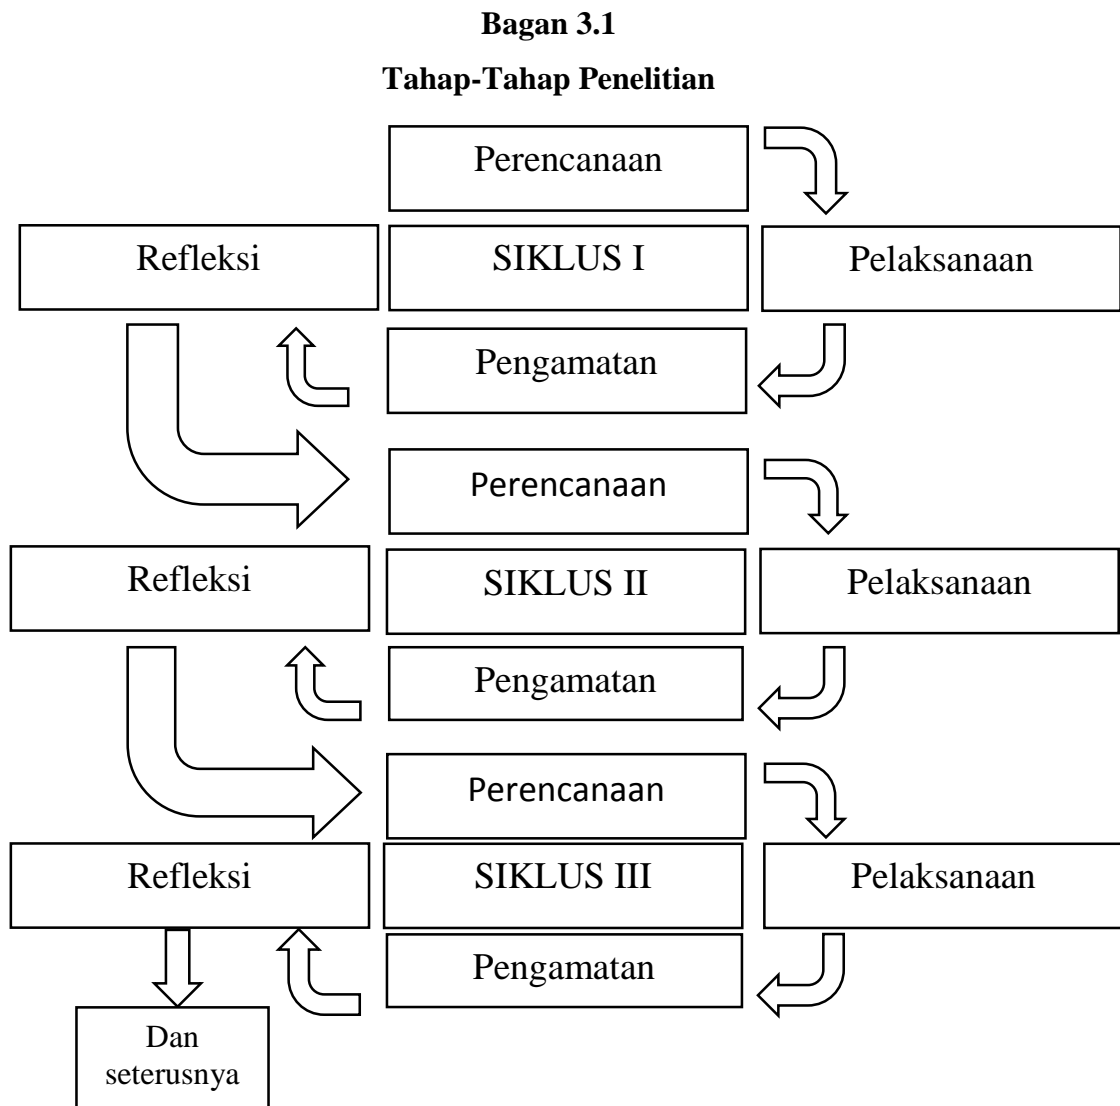 Bagan 3.1
Tahap-Tahap Penelitian
Perencanaan
Refleksi
SIKLUS I
Pelaksanaan
Pengamatan
Perencanaan
Refleksi
SIKLUS II
Pelaksanaan
Pengamatan
Perencanaan
Refleksi
SIKLUS III
Pelaksanaan
Pengamatan
Dan
seterusnya